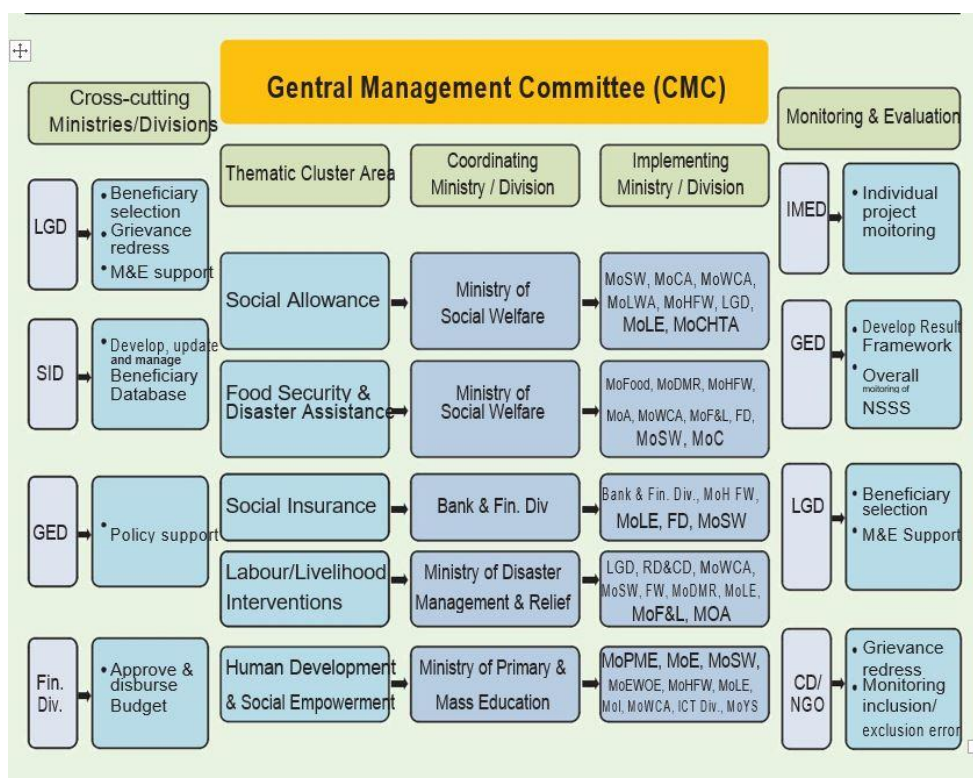 Gentral Management Committee (CMC)
Cross-cutting
Ministries/Divisions
LGD
• Beneficiary
selection
• Grievance
redress
• M&E support
SID
• Develop, update
and manage
Beneficiary
Database
GED
• Policy support
Fin.
Div.
• Approve &
disburse
Budget
Thematic Cluster Area
Coordinating
Ministry / Division
Implementing
Ministry / Division
Social Allowance
Ministry of
Social Welfare
MoSW, MoCA, MoWCA,
MoLWA, MoHFW, LGD,
MoLE, MoCHTA
Food Security &
Disaster Assistance
Ministry of
Social Welfare
MoFood, MoDMR, MoHFW,
MoA, MoWCA, MoF&L, FD,
MoSW, MoC
Social Insurance
Bank & Fin. Div
Bank & Fin. Div., MoH FW,
MoLE, FD, MoSW
Labour/Livelihood
Interventions
Ministry of Disaster
Management & Relief
LGD, RD&CD, MoWCA,
MoSW, FW, MoDMR, MoLE,
MoF&L, MOA
Human Development
& Social Empowerment
Ministry of Primary &
Mass Education
MoPME, MoE, MoSW,
MoEWOE, MoHFW, MoLE,
MoI, MoWCA, ICT Div., MoYS
Monitoring & Evaluation
IMED
• Individual
project
moitoring
GED
• Develop Result
Framework
• Overall
moitoring of
NSSS
LGD
• Beneficiary
selection
• M&E Support
CD/
NGO
• Grievance
redress
• Monitoring
inclusion/
exclusion error